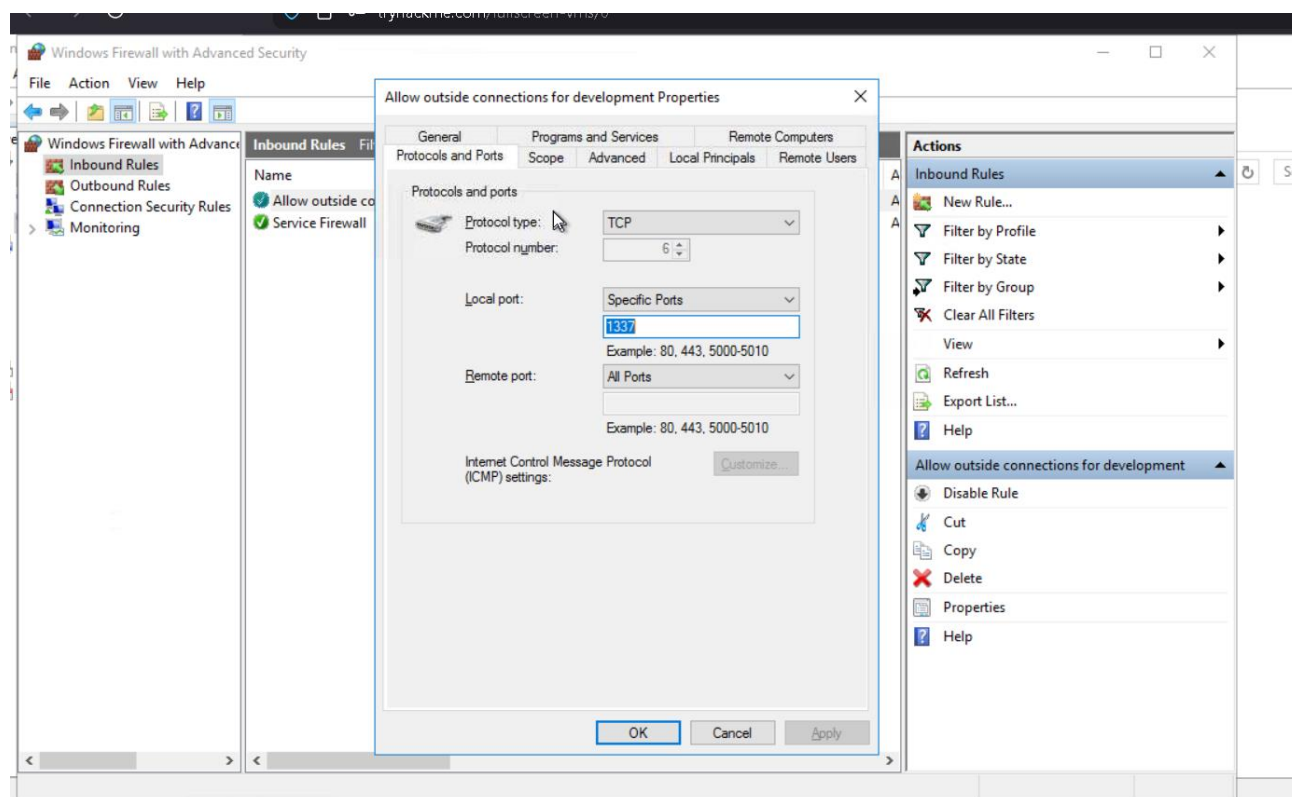 tryhackme.com/fullscreen-vms/0
Windows Firewall with Advanced Security
File Action View Help
Windows Firewall with Advance
Inbound Rules
Outbound Rules
Connection Security Rules
Monitoring
Inbound Rules Fil
Name
Allow outside co
Service Firewall
Allow outside connections for development Properties
General Programs and Services Remote Computers
Protocols and Ports Scope Advanced Local Principals Remote Users
Protocols and ports
Protocol type: TCP
Protocol number: 6
Local port: Specific Ports
1337
Example: 80, 443, 5000-5010
Remote port: All Ports
Example: 80, 443, 5000-5010
Internet Control Message Protocol
(ICMP) settings:
Customize...
OK Cancel Apply
A
A
A
Actions
Inbound Rules
New Rule...
Filter by Profile
Filter by State
Filter by Group
Clear All Filters
View
Refresh
Export List...
Help
Allow outside connections for development
Disable Rule
Cut
Copy
Delete
Properties
Help
S